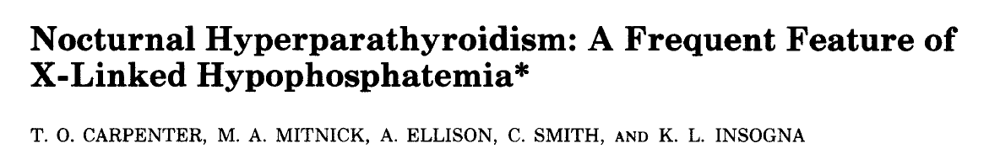 Nocturnal Hyperparathyroidism: A Frequent Feature of
X-Linked Hypophosphatemia*
T. O. CARPENTER, M. A. MITNICK, A. ELLISON, C. SMITH, AND K. L. INSOGNA